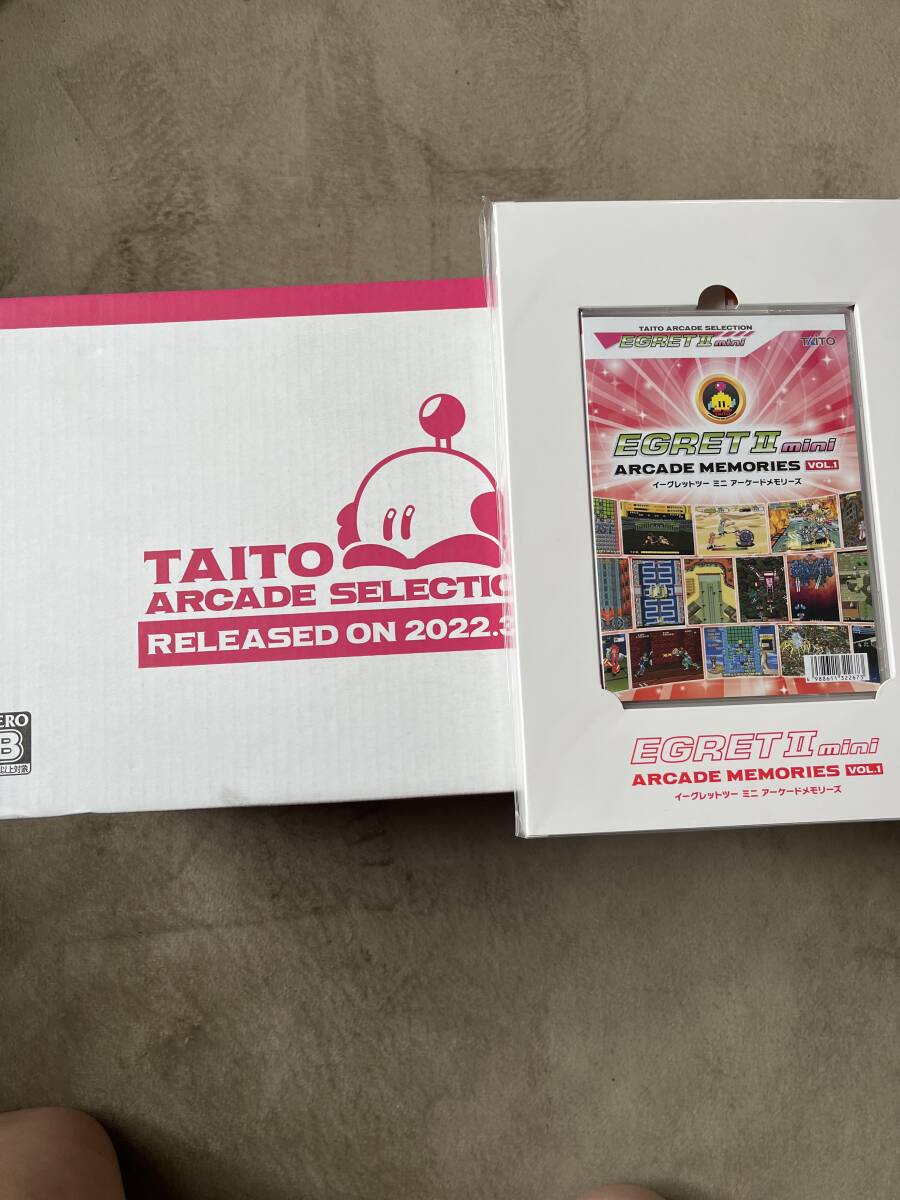 TAITO
ARCADE SELECTIO
RELEASED ON 2022.3
ERO
B
以上対象
TAITO ARCADE SELECTION
EGRET II mini
TAITO
EGRET II mini
ARCADE MEMORIES VOL.1
イーグレットツー ミニ アーケードメモリーズ
4 988611 322673
EGRET II mini
ARCADE MEMORIES VOL.1
イーグレットツー ミニ アーケードメモリーズ